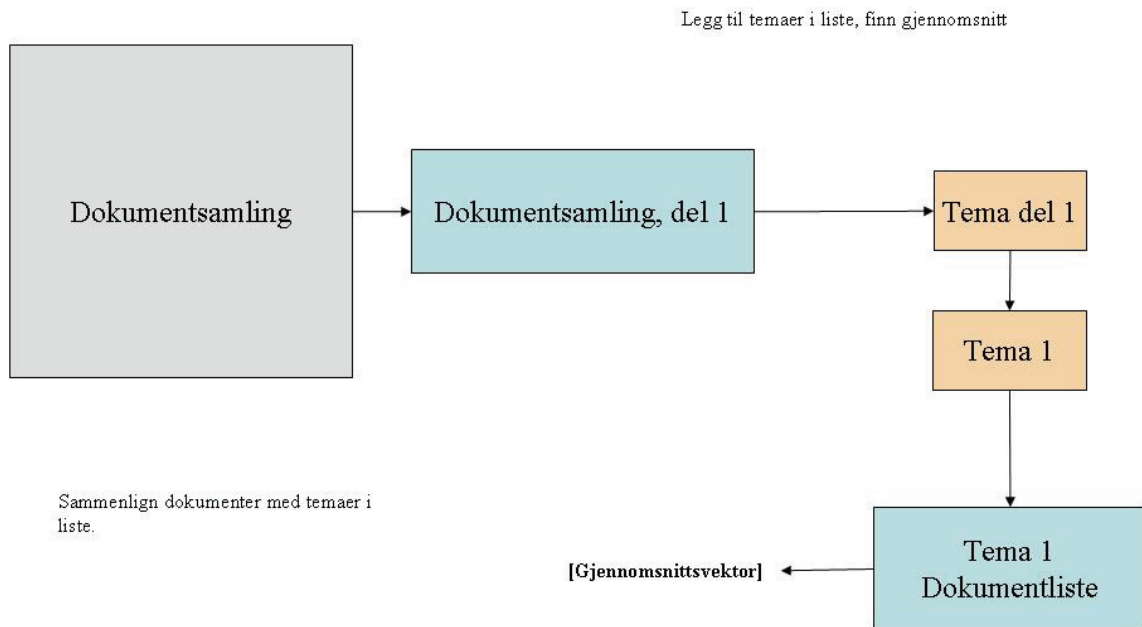 Legg til temaer i liste, finn gjennomsnitt
Dokumentsamling
Dokumentsamling, del 1
Tema del 1
Tema 1
Sammenlign dokumenter med temaer i
liste.
[Gjennomsnittsvektor]
Tema 1
Dokumentliste